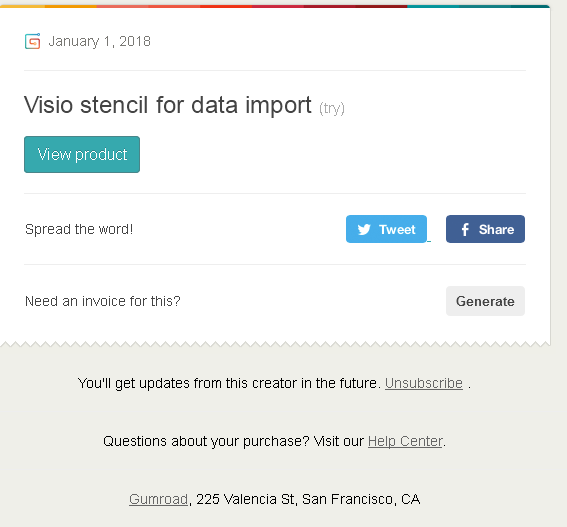 January 1, 2018
Visio stencil for data import (try)
View product
Spread the word!
Tweet
Share
Need an invoice for this?
Generate
You'll get updates from this creator in the future. Unsubscribe .
Questions about your purchase? Visit our Help Center.
Gumroad, 225 Valencia St, San Francisco, CA